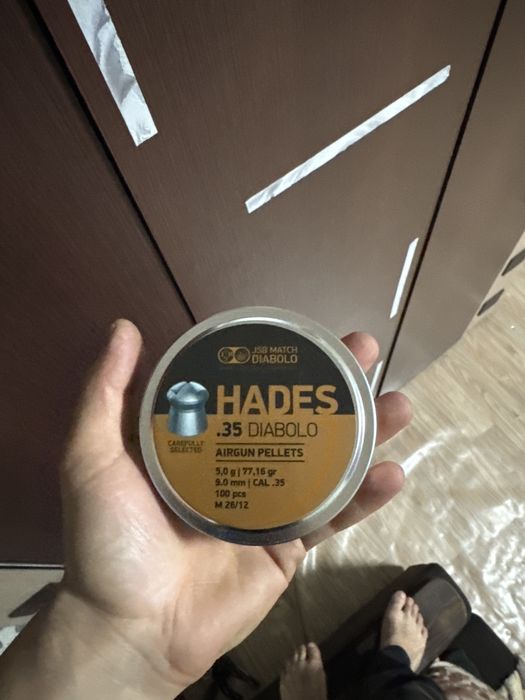 JSB MATCH
DIABOLO
HADES
.35 DIABOLO
CAREFULLY
SELECTED
AIRGUN PELLETS
5,0 g | 77,16 gr
9.0 mm | CAL .35
100 pcs
M 26/12